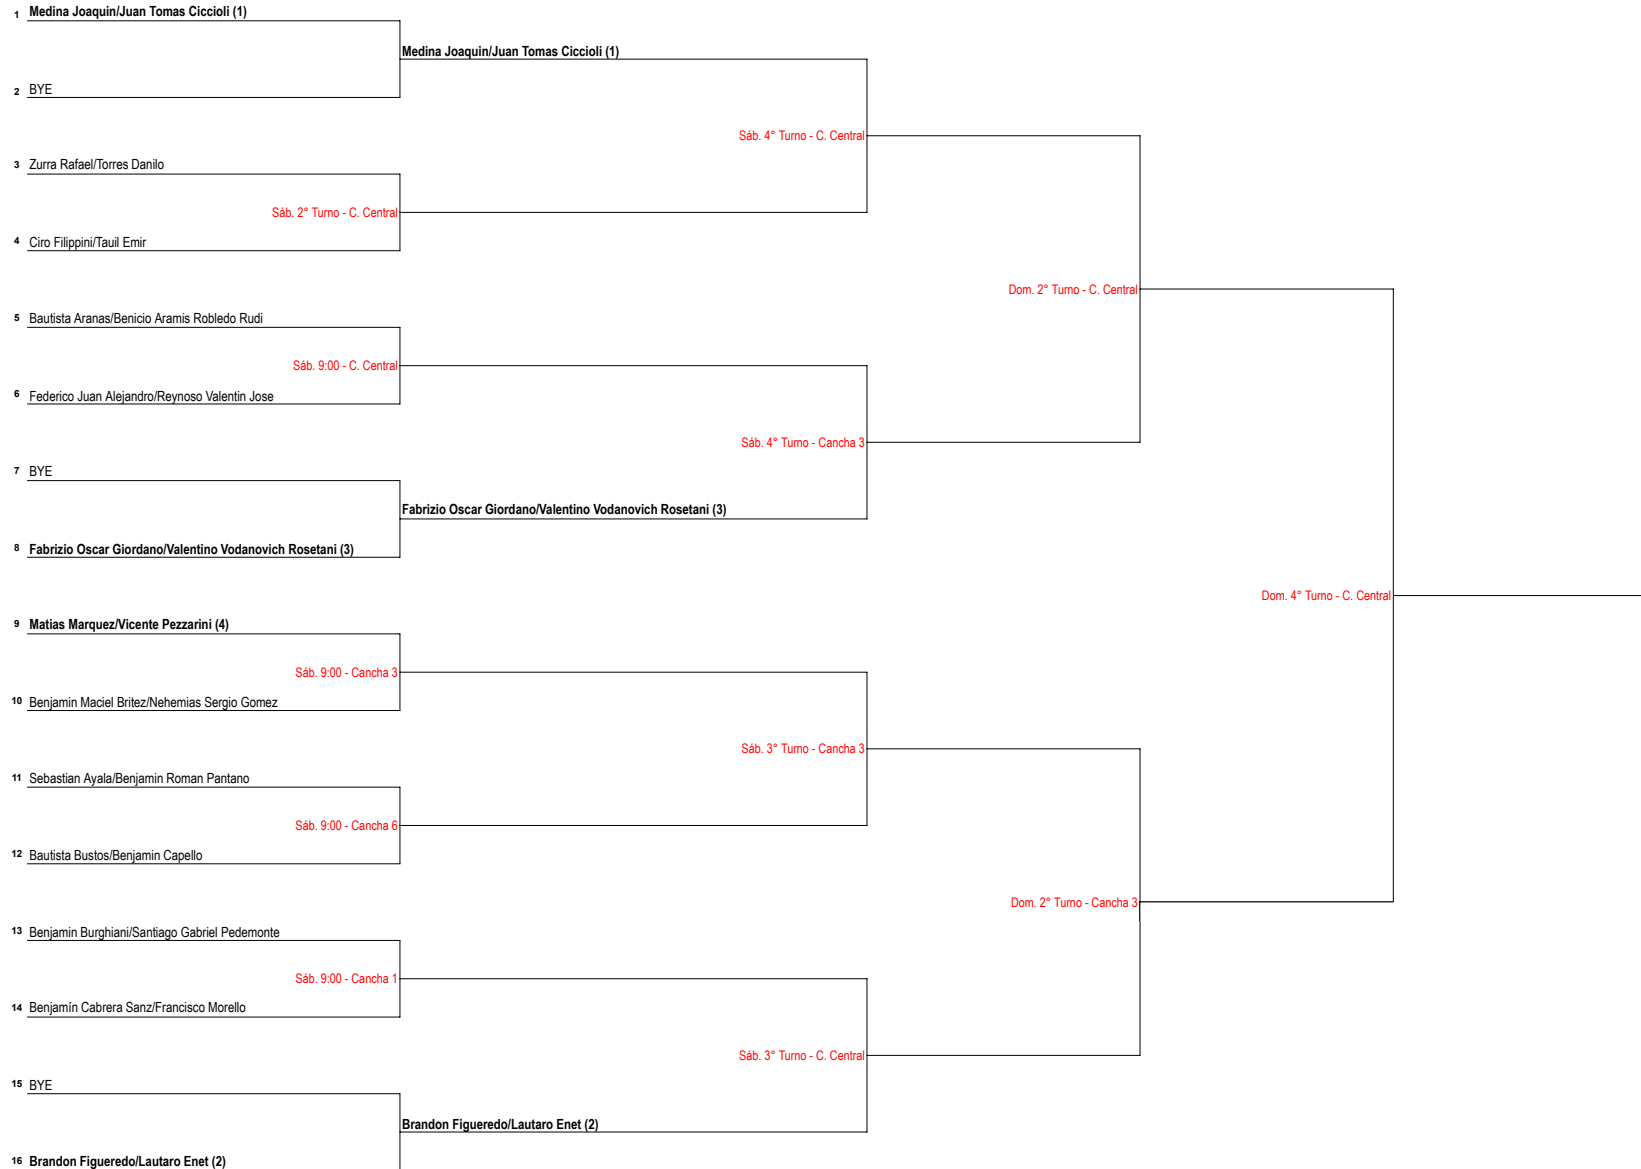 1 Medina Joaquin/Juan Tomas Ciccioli (1)
Medina Joaquin/Juan Tomas Ciccioli (1)
2 BYE
Sáb. 4° Turno - C. Central
3 Zurra Rafael/Torres Danilo
Sáb. 2° Turno - C. Central
4 Ciro Filippini/Tauil Emir
Dom. 2° Turno - C. Central
5 Bautista Aranas/Benicio Aramis Robledo Rudi
Sáb. 9:00 - C. Central
6 Federico Juan Alejandro/Reynoso Valentin Jose
Sáb. 4° Turno - Cancha 3
7 BYE
Fabrizio Oscar Giordano/Valentino Vodanovich Rosetani (3)
8 Fabrizio Oscar Giordano/Valentino Vodanovich Rosetani (3)
Dom. 4° Turno - C. Central
9 Matias Marquez/Vicente Pezzarini (4)
Sáb. 9:00 - Cancha 3
10 Benjamin Maciel Britez/Nehemias Sergio Gomez
Sáb. 3° Turno - Cancha 3
11 Sebastian Ayala/Benjamin Roman Pantano
Sáb. 9:00 - Cancha 6
12 Bautista Bustos/Benjamin Capello
Dom. 2° Turno - Cancha 3
13 Benjamin Burghiani/Santiago Gabriel Pedemonte
Sáb. 9:00 - Cancha 1
14 Benjamín Cabrera Sanz/Francisco Morello
Sáb. 3° Turno - C. Central
15 BYE
Brandon Figueredo/Lautaro Enet (2)
16 Brandon Figueredo/Lautaro Enet (2)